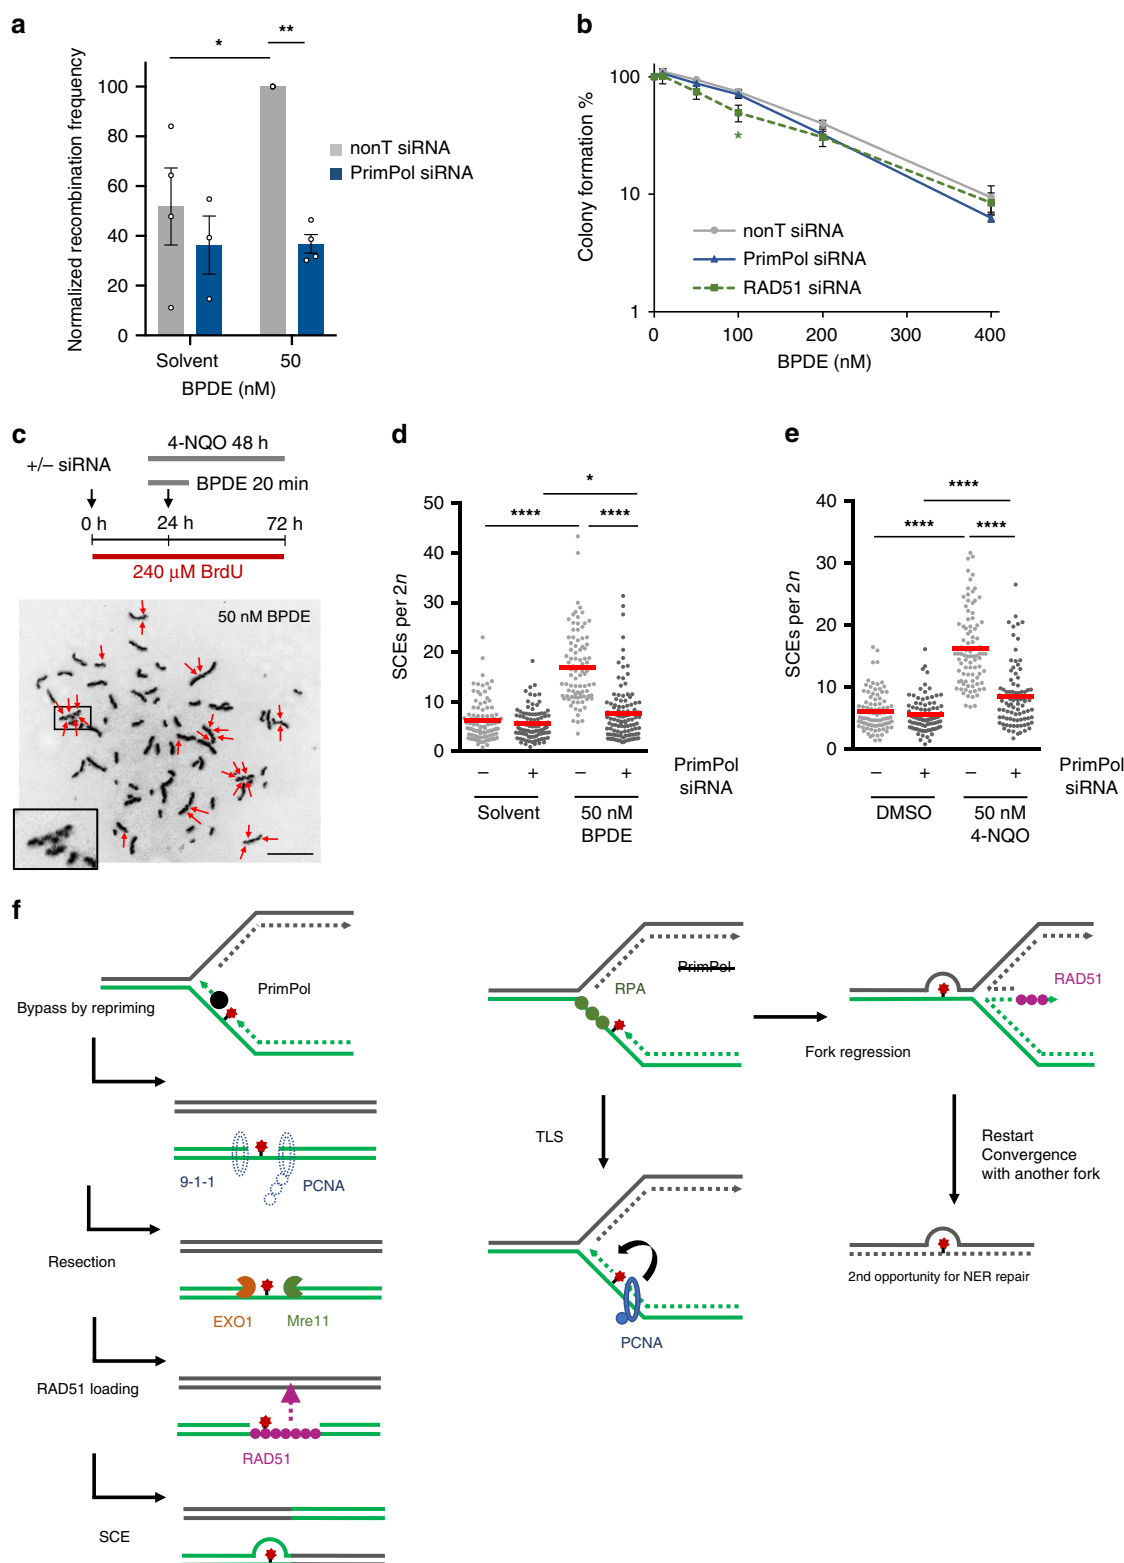 a
Normalized recombination frequency
100
80
60
40
20
0
*
**
nonT siRNA
PrimPol siRNA
Solvent
50
BPDE (nM)
b
Colony formation %
100
10
1
*
nonT siRNA
PrimPol siRNA
RAD51 siRNA
0
100
200
300
400
BPDE (nM)
c
4-NQO 48 h
+/– siRNA
BPDE 20 min
0 h
24 h
72 h
240 µM BrdU
50 nM BPDE
d
SCEs per 2n
50
40
30
20
10
0
*
****
****
–
+
–
+
PrimPol
siRNA
Solvent
50 nM
BPDE
e
SCEs per 2n
40
30
20
10
0
****
****
****
–
+
–
+
PrimPol
siRNA
DMSO
50 nM
4-NQO
f
PrimPol
Bypass by repriming
9-1-1
PCNA
Resection
EXO1
Mre11
RAD51 loading
RAD51
SCE
PrimPol
RPA
TLS
PCNA
Fork regression
RAD51
Restart
Convergence
with another fork
2nd opportunity for NER repair